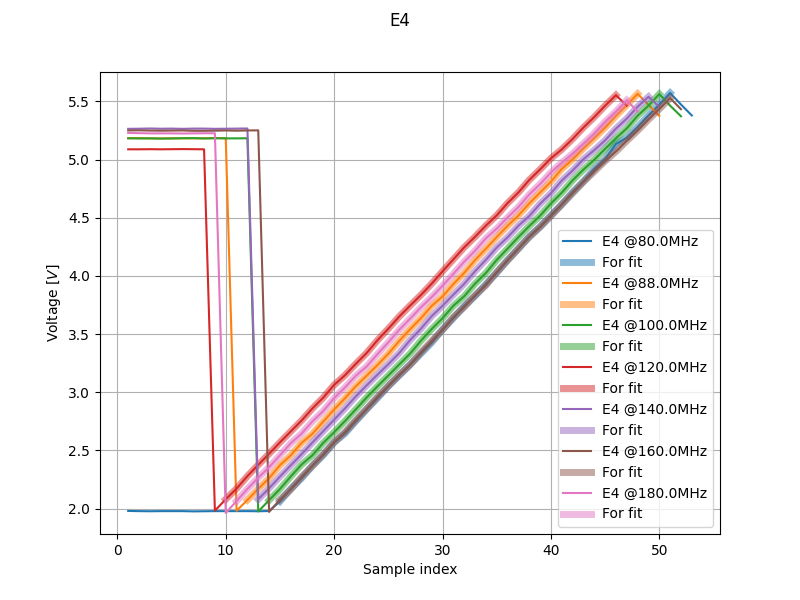 E4
5.5
5.0
4.5
4.0
3.5
3.0
2.5
2.0
Voltage [V]
0
10
20
30
40
50
Sample index
E4 @80.0MHz
For fit
E4 @88.0MHz
For fit
E4 @100.0MHz
For fit
E4 @120.0MHz
For fit
E4 @140.0MHz
For fit
E4 @160.0MHz
For fit
E4 @180.0MHz
For fit